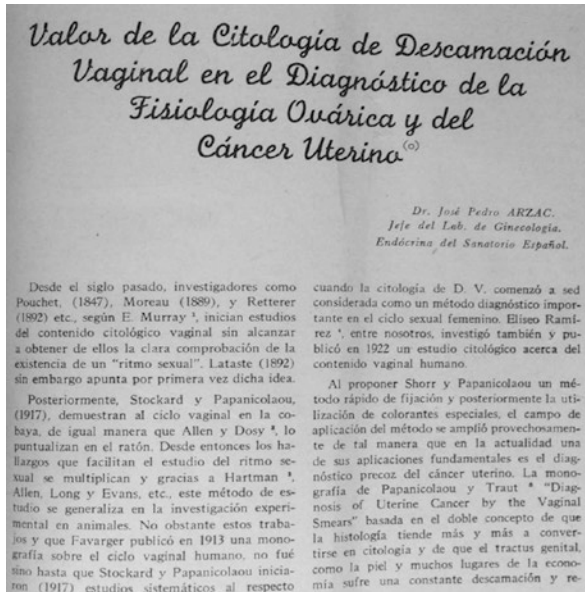 Valor de la Citología de Descamación
Vaginal en el Diagnóstico de la
Fisiología Ovárica y del
Cáncer Uterino(o)
Dr. José Pedro ARZAC.
Jefe del Lab. de Ginecología.
Endócrina del Sanatorio Español.
Desde el siglo pasado, investigadores como
Pouchet, (1847), Moreau (1889), y Retterer
(1892) etc., según E. Murray ¹, inician estudios
del contenido citológico vaginal sin alcanzar
a obtener de ellos la clara comprobación de la
existencia de un "ritmo sexual". Lataste (1892)
sin embargo apunta por primera vez dicha idea.
Posteriormente, Stockard y Papanicolaou,
(1917), demuestran al ciclo vaginal en la co-
baya, de igual manera que Allen y Dosy ², lo
puntualizan en el ratón. Desde entonces los ha-
llargos que facilitan el estudio del ritmo se-
xual se multiplican y gracias a Hartman ³,
Allen, Long y Evans, etc., este método de es-
tudio se generaliza en la investigación experi-
mental en animales. No obstante estos traba-
jos y que Favarger publicó en 1913 una mono-
grafía sobre el ciclo vaginal humano, no fué
sino hasta que Stockard y Papanicolaou inicia-
ron (1917) estudios sistemáticos al respecto
cuando la citología de D. V. comenzó a sed
considerada como un método diagnóstico impor-
tante en el ciclo sexual femenino. Eliseo Ramí-
rez ⁴, entre nosotros, investigó también y pu-
blicó en 1922 un estudio citológico acerca del
contenido vaginal humano.
Al proponer Shorr y Papanicolaou un mé-
todo rápido de fijación y posteriormente la uti-
lización de colorantes especiales, el campo de
aplicación del método se amplió provechosamen-
te de tal manera que en la actualidad una
de sus aplicaciones fundamentales es el diag-
nóstico precoz del cáncer uterino. La mono-
grafía de Papanicolaou y Traut "Diag-
nosis of Uterine Cancer by the Vaginal
Smears" basada en el doble concepto de que
la histología tiende más y más a conver-
tirse en citología y de que el tractus genital,
como la piel y muchos lugares de la econo-
mía sufre una constante descamación y re-